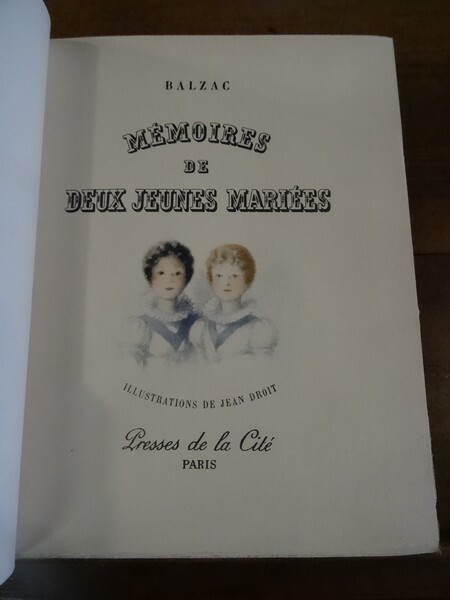 BALZAC
MÉMOIRES
DE
DEUX JEUNES MARIÉES
ILLUSTRATIONS DE JEAN DROIT
Presses de la Cité
PARIS